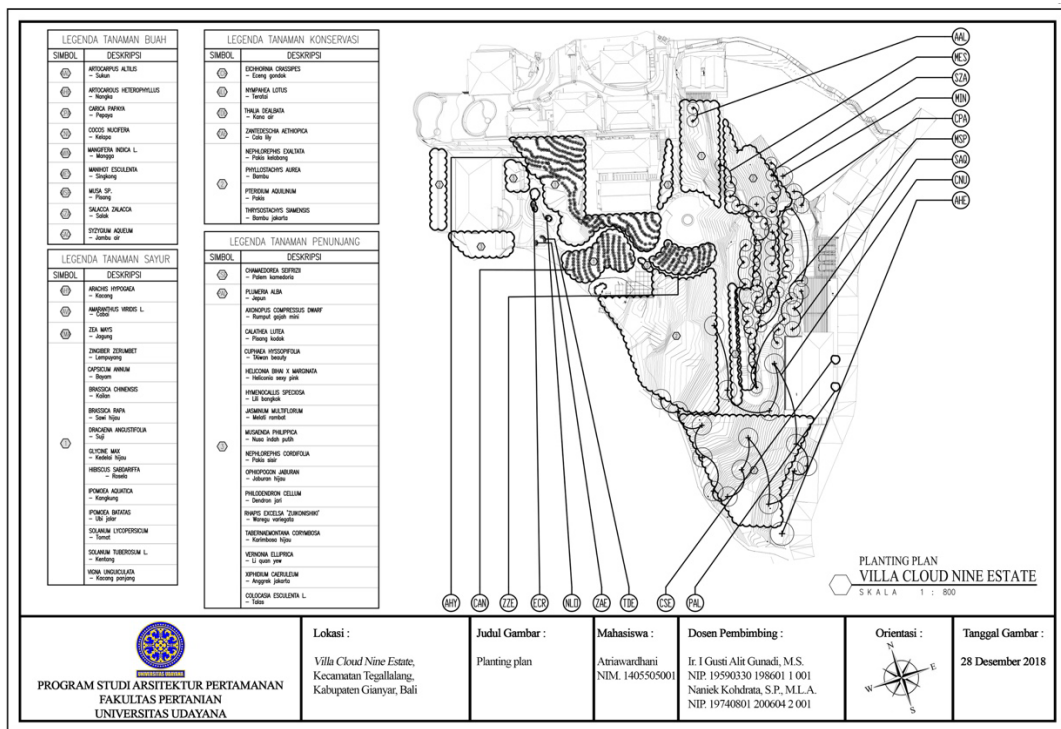 LEGENDA TANAMAN BUAH
SIMBOL DESKRIPSI
ARTOCARPUS ALTILIS
- Sukun
ARTOCARPUS HETEROPHYLLUS
- Nangka
CARICA PAPAYA
- Pepaya
COCOS NUCIFERA
- Kelapa
MANGIFERA INDICA L.
- Mangga
MANIHOT ESCULENTA
- Singkong
MUSA SP.
- Pisang
SALACCA ZALACCA
- Salak
SYZYGIUM AQUEUM
- Jambu air
LEGENDA TANAMAN SAYUR
SIMBOL DESKRIPSI
ARACHIS HYPOGAEA
- Kacang
AMARANTHUS VIRIDIS L.
- Cabai
ZEA MAYS
- Jagung
ZINGIBER ZERUMBET
- Lempuyang
CAPSICUM ANNUM
- Bayam
BRASSICA CHINENSIS
- Kailan
BRASSICA RAPA
- Sawi hijau
DRACAENA ANGUSTIFOLIA
- Suji
GLYCINE MAX
- Kedelai hijau
HIBISCUS SABDARIFFA
- Rosela
IPOMOEA AQUATICA
- Kangkung
IPOMOEA BATATAS
- Ubi jalar
SOLANUM LYCOPERSICUM
- Tomat
SOLANUM TUBEROSUM L.
- Kentang
VIGNA UNGUICULATA
- Kacang panjang
LEGENDA TANAMAN KONSERVASI
SIMBOL DESKRIPSI
EICHHORNIA CRASSIPES
- Eceng gondok
NYMPAHEA LOTUS
- Teratai
THALIA DEALBATA
- Kana air
ZANTEDESCHIA AETHIOPICA
- Cala lily
NEPHLOREPHIS EXALTATA
- Pakis kelabang
PHYLLOSTACHYS AUREA
- Bambu
PTERIDIUM AQUILINUM
- Pakis
THRYSOSTACHYS SIAMENSIS
- Bambu jakarta
LEGENDA TANAMAN PENUNJANG
SIMBOL DESKRIPSI
CHAMAEDOREA SEIFRIZII
- Palem komedoria
PLUMERIA ALBA
- Jepun
AXONOPUS COMPRESSUS DWARF
- Rumput gajah mini
CALATHEA LUTEA
- Pisang kodok
CUPHAEA HYSSOPIFOLIA
- TAiwan beauty
HELICONIA BIHAI X MARGINATA
- Heliconia sexy pink
HYMENOCALLIS SPECIOSA
- Lili bangkok
JASMINUM MULTIFLORUM
- Melati rambat
MUSAENDA PHILIPPICA
- Nusa indah putih
NEPHLOREPHIS CORDIFOLIA
- Pakis sisir
OPHIOPOGON JABURAN
- Jaburan hijau
PHILODENDRON CELLUM
- Dendron jari
RHAPIS EXCELSA "ZUIKONISHIKI"
- Waregu variegata
TABERNAEMONTANA CORYMBOSA
- Karimbosa hijau
VERNONIA ELLIPRICA
- Li quan yew
XIPHIDIUM CAERULEUM
- Anggrek jakarta
COLOCASIA ESCULENTA L.
- Talas
AAL
MES
SZA
MIN
CPA
MSP
SAQ
CNU
AHE
AHY CAN ZZE ECR NLO ZAE TDE CSE PAL
PLANTING PLAN
VILLA CLOUD NINE ESTATE
SKALA 1 : 800
UNIVERSITAS UDAYANA
PROGRAM STUDI ARSITEKTUR PERTAMANAN
FAKULTAS PERTANIAN
UNIVERSITAS UDAYANA
Lokasi :
Villa Cloud Nine Estate,
Kecamatan Tegallalang,
Kabupaten Gianyar, Bali
Judul Gambar :
Planting plan
Mahasiswa :
Atriawardhani
NIM. 1405505001
Dosen Pembimbing :
Ir. I Gusti Alit Gunadi, M.S.
NIP. 19590330 198601 1 001
Naniek Kohdrata, S.P., M.L.A.
NIP. 19740801 200604 2 001
Orientasi :
N
E
W
S
Tanggal Gambar :
28 Desember 2018